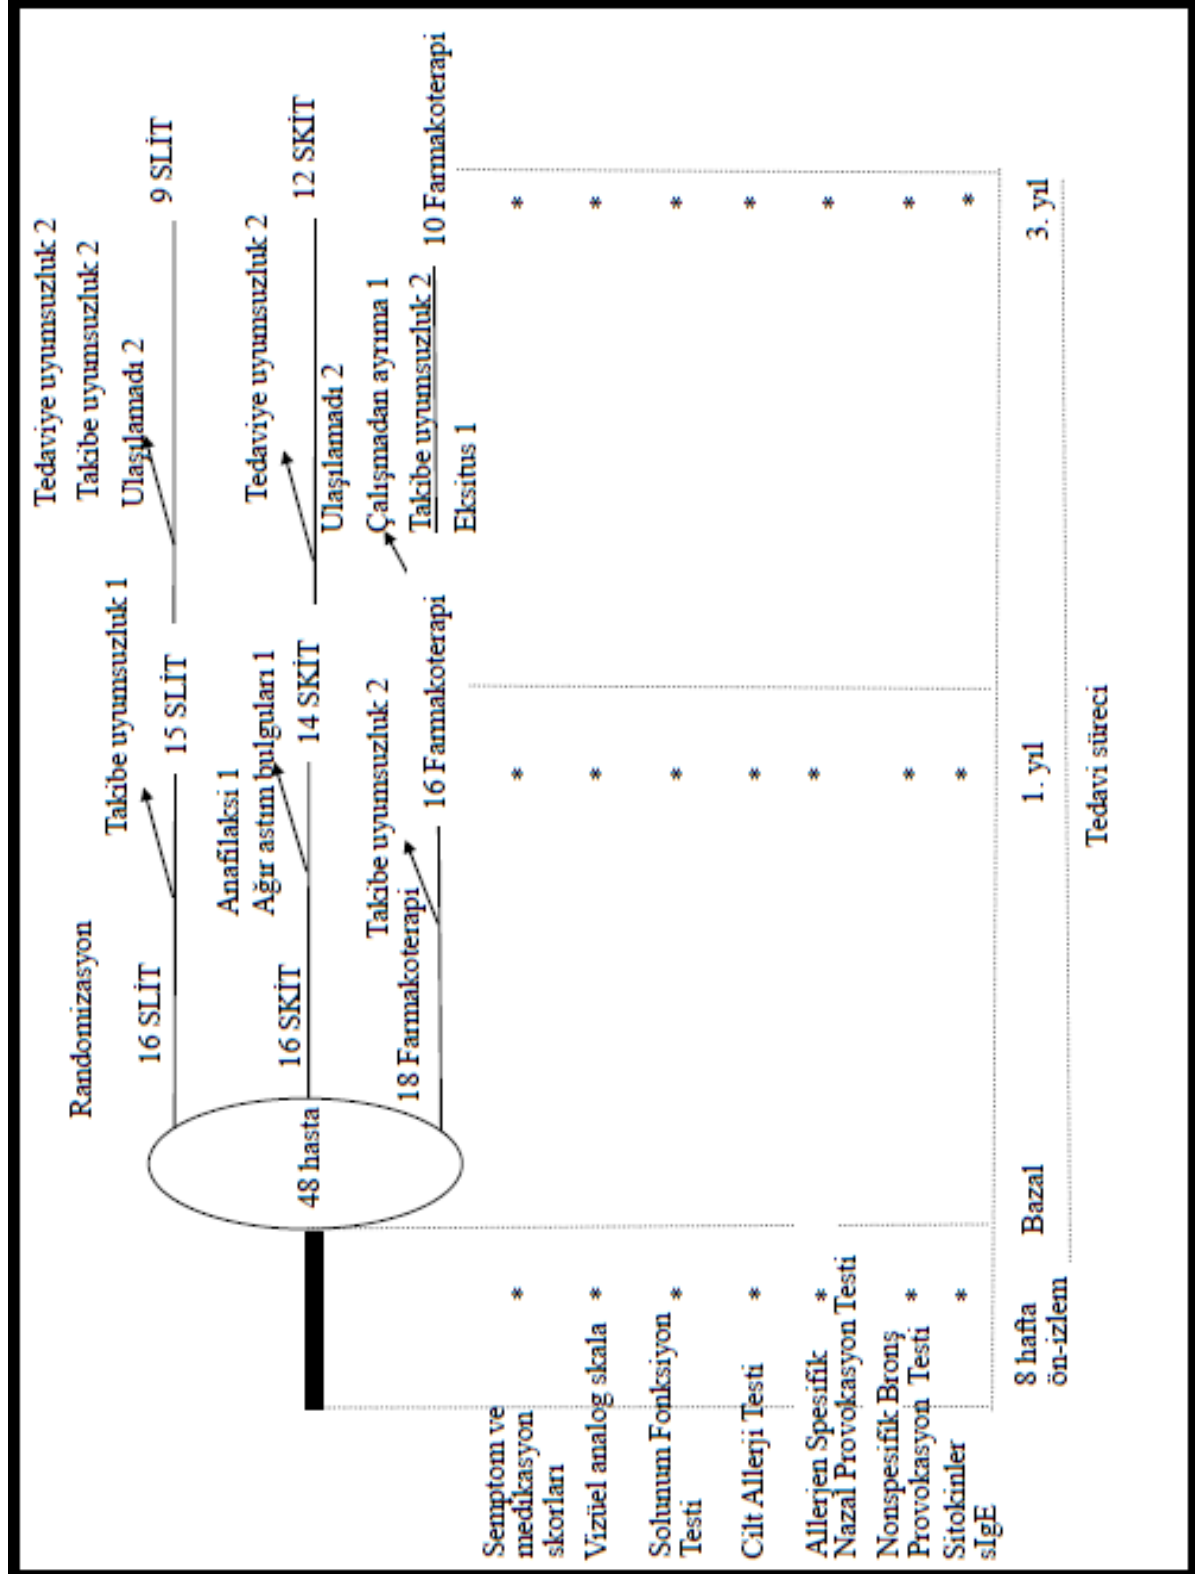 Randomizasyon
Takibe uyumsuzluk 1
Tedaviye uyumsuzluk 2
Takibe uyumsuzluk 2
Ulaşılamadı 2
16 SLİT
15 SLİT
9 SLİT
Anafilaksi 1
Ağır astım bulguları 1
Tedaviye uyumsuzluk 2
48 hasta
16 SKİT
14 SKİT
12 SKİT
Ulaşılamadı 2
Takibe uyumsuzluk 2
Çalışmadan ayrıma 1
18 Farmakoterapi
16 Farmakoterapi
Takibe uyumsuzluk 2
10 Farmakoterapi
Eksitus 1
Semptom ve
medikasyon * * *
skorları
Vizüel analog skala * * *
Solunum Fonksiyon
Testi * * *
Cilt Allerji Testi * * *
Allerjen Spesifik * * *
Nazal Provokasyon Testi
Nonspesifik Bronş
Provokasyon Testi * * *
Sitokinler * * *
sIgE
8 hafta
ön-izlem
Bazal
1. yıl
3. yıl
Tedavi süreci